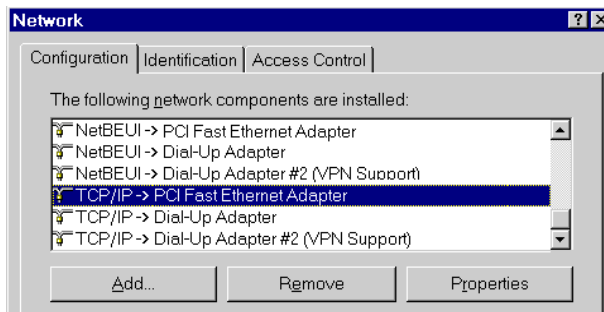 Network
Configuration Identification Access Control
The following network components are installed:
NetBEUI -> PCI Fast Ethernet Adapter
NetBEUI -> Dial-Up Adapter
NetBEUI -> Dial-Up Adapter #2 (VPN Support)
TCP/IP -> PCI Fast Ethernet Adapter
TCP/IP -> Dial-Up Adapter
TCP/IP -> Dial-Up Adapter #2 (VPN Support)
Add... Remove Properties